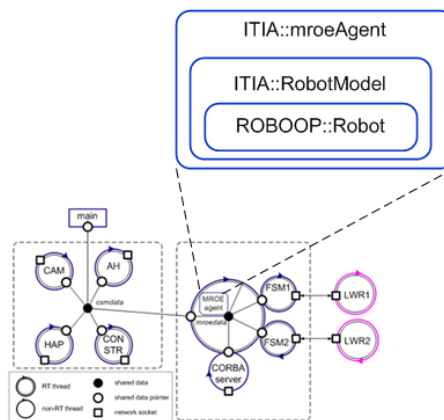 ITIA::mroeAgent
ITIA::RobotModel
ROBOOP::Robot
main
CAM
AH
camdata
HAP
CON
STR
MROE
agent
mroedata
FSM1
FSM2
LWR1
LWR2
CORBA
server
RT thread
non-RT thread
shared data
shared data pointer
network socket